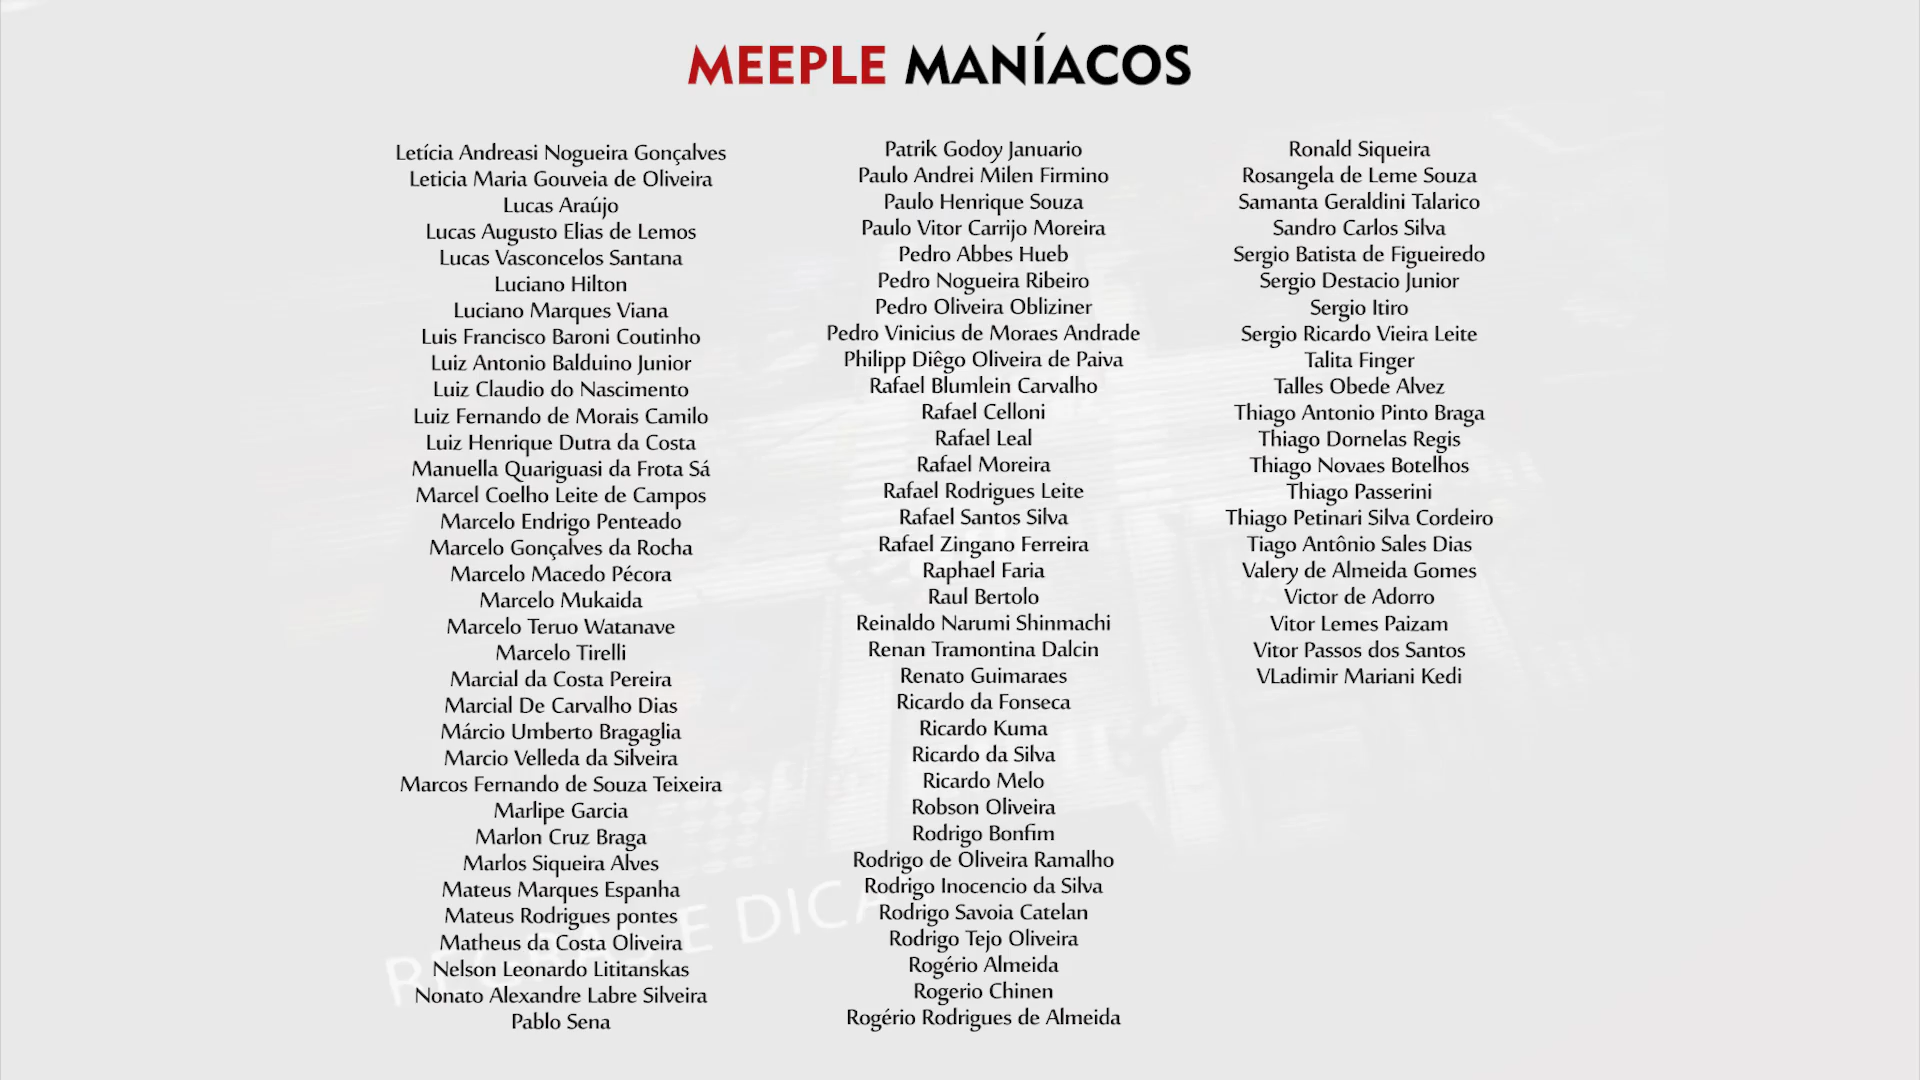 MEEPLE MANÍACOS
Letícia Andreasi Nogueira Gonçalves
Leticia Maria Gouveia de Oliveira
Lucas Araújo
Lucas Augusto Elias de Lemos
Lucas Vasconcelos Santana
Luciano Hilton
Luciano Marques Viana
Luis Francisco Baroni Coutinho
Luiz Antonio Balduino Junior
Luiz Claudio do Nascimento
Luiz Fernando de Morais Camilo
Luiz Henrique Dutra da Costa
Manuella Quariguasi da Frota Sá
Marcel Coelho Leite de Campos
Marcelo Endrigo Penteado
Marcelo Gonçalves da Rocha
Marcelo Macedo Pécora
Marcelo Mukaida
Marcelo Teruo Watanave
Marcelo Tirelli
Marcial da Costa Pereira
Marcial De Carvalho Dias
Márcio Umberto Bragaglia
Marcio Velleda da Silveira
Marcos Fernando de Souza Teixeira
Marlipe Garcia
Marlon Cruz Braga
Marlos Siqueira Alves
Mateus Marques Espanha
Mateus Rodrigues pontes
Matheus da Costa Oliveira
Nelson Leonardo Lititanskas
Nonato Alexandre Labre Silveira
Pablo Sena
Patrik Godoy Januario
Paulo Andrei Milen Firmino
Paulo Henrique Souza
Paulo Vitor Carrijo Moreira
Pedro Abbes Hueb
Pedro Nogueira Ribeiro
Pedro Oliveira Obliziner
Pedro Vinicius de Moraes Andrade
Philipp Diêgo Oliveira de Paiva
Rafael Blumlein Carvalho
Rafael Celloni
Rafael Leal
Rafael Moreira
Rafael Rodrigues Leite
Rafael Santos Silva
Rafael Zingano Ferreira
Raphael Faria
Raul Bertolo
Reinaldo Narumi Shinmachi
Renan Tramontina Dalcin
Renato Guimaraes
Ricardo da Fonseca
Ricardo Kuma
Ricardo da Silva
Ricardo Melo
Robson Oliveira
Rodrigo Bonfim
Rodrigo de Oliveira Ramalho
Rodrigo Inocencio da Silva
Rodrigo Savoia Catelan
Rodrigo Tejo Oliveira
Rogério Almeida
Rogerio Chinen
Rogério Rodrigues de Almeida
Ronald Siqueira
Rosangela de Leme Souza
Samanta Geraldini Talarico
Sandro Carlos Silva
Sergio Batista de Figueiredo
Sergio Destacio Junior
Sergio Itiro
Sergio Ricardo Vieira Leite
Talita Finger
Talles Obede Alvez
Thiago Antonio Pinto Braga
Thiago Dornelas Regis
Thiago Novaes Botelhos
Thiago Passerini
Thiago Petinari Silva Cordeiro
Tiago Antônio Sales Dias
Valery de Almeida Gomes
Victor de Adorro
Vitor Lemes Paizam
Vitor Passos dos Santos
VLadimir Mariani Kedi
REGRAS E DICAS